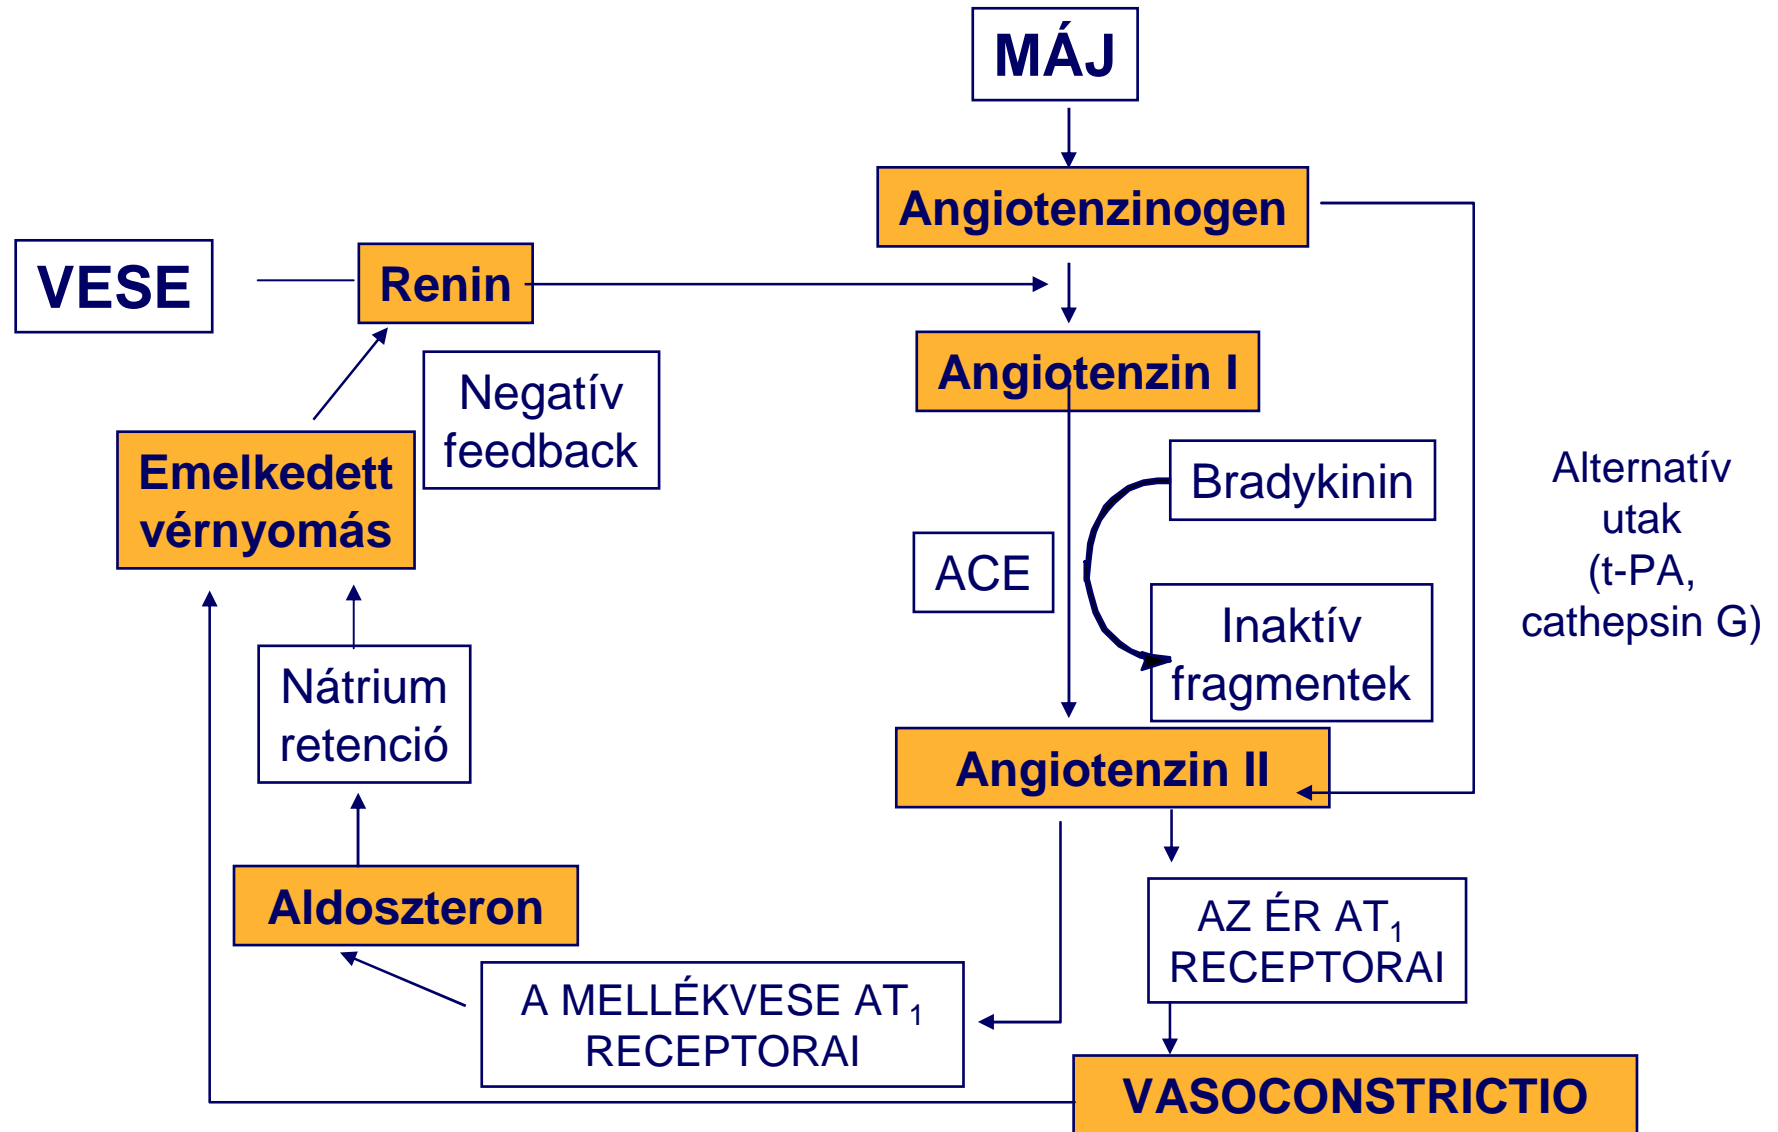 MÁJ
Angiotenzinogen
VESE
Renin
Angiotenzin I
Negatív
feedback
Emelkedett
vérnyomás
Bradykinin
ACE
Alternatív
utak
(t-PA,
cathepsin G)
Inaktív
fragmentek
Nátrium
retenció
Angiotenzin II
Aldoszteron
AZ ÉR AT₁
RECEPTORAI
A MELLÉKVESE AT₁
RECEPTORAI
VASOCONSTRICTIO